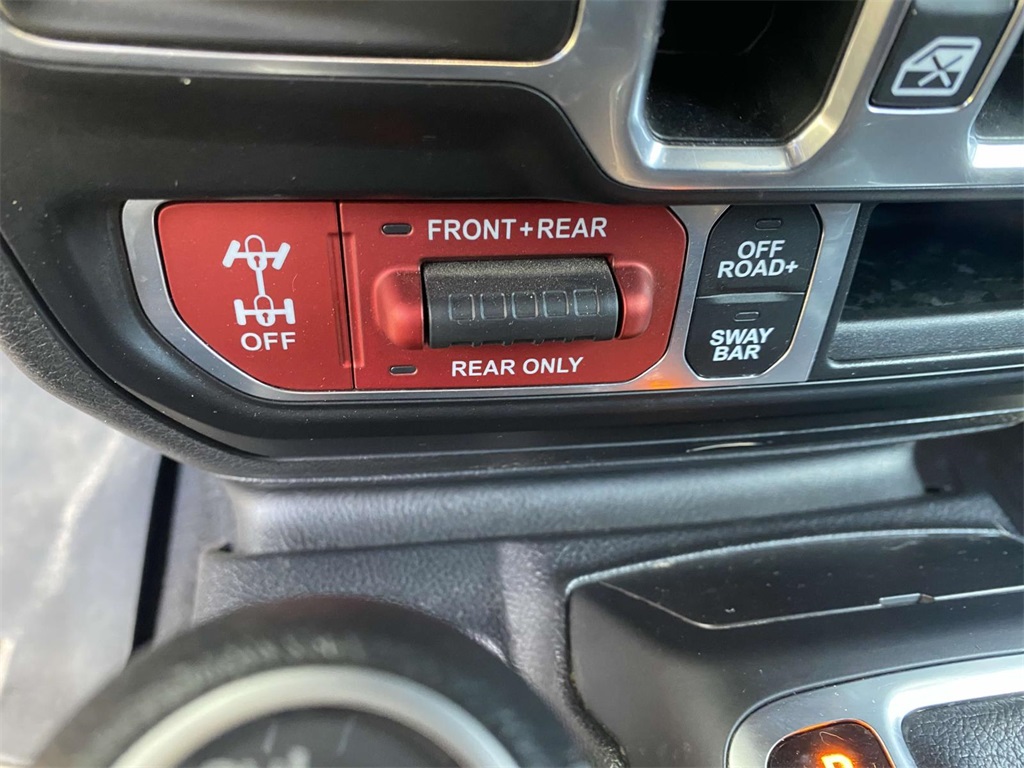 FRONT+REAR
OFF
REAR ONLY
OFF
ROAD+
SWAY
BAR